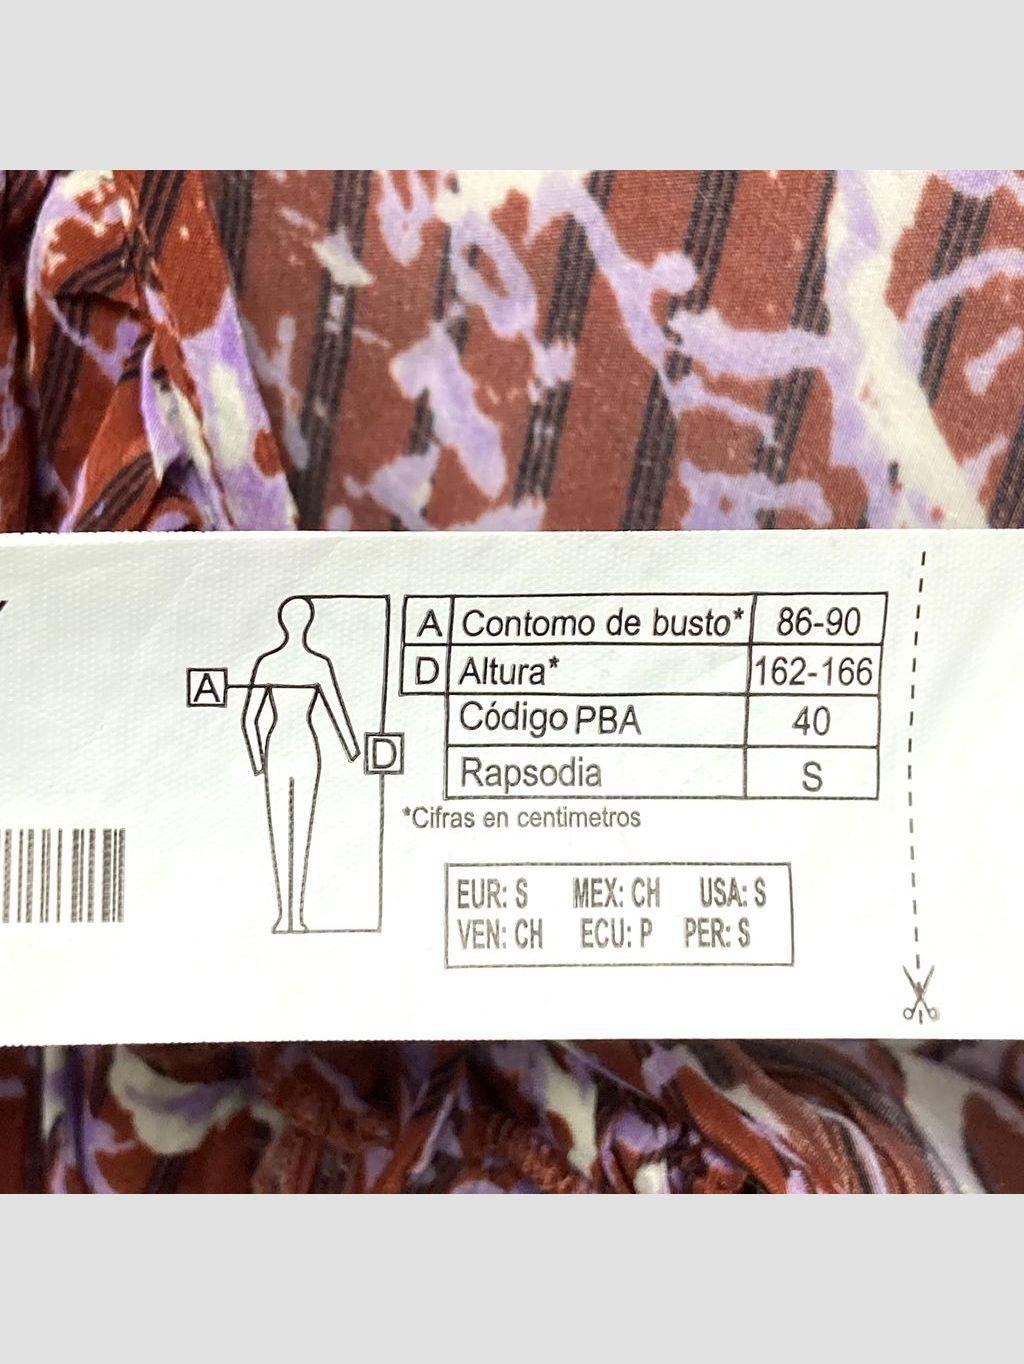 A Contorno de busto* 86-90
D Altura* 162-166
Código PBA 40
Rapsodia S
*Cifras en centimetros
A
D
EUR: S MEX: CH USA: S
VEN: CH ECU: P PER: S